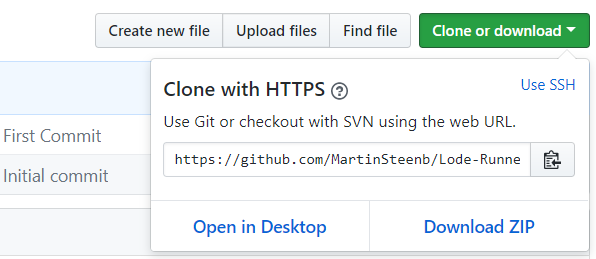 Create new file Upload files Find file Clone or download
Clone with HTTPS ? Use SSH
Use Git or checkout with SVN using the web URL.
First Commit
https://github.com/MartinSteenb/Lode-Runne
Initial commit
Open in Desktop Download ZIP